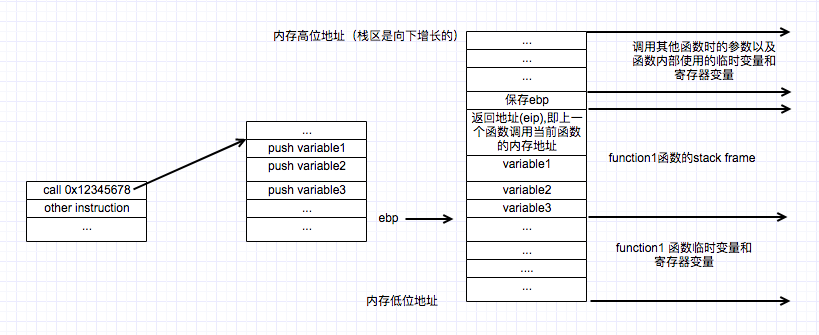 内存高位地址（栈区是向下增长的）
...
...
...
保存ebp
返回地址(eip),即上一
个函数调用当前函数
的内存地址
variable1
variable2
variable3
...
...
....
...
调用其他函数时的参数以及
函数内部使用的临时变量和
寄存器变量
function1函数的stack frame
function1 函数临时变量和
寄存器变量
...
push variable1
push variable2
push variable3
...
...
call 0x12345678
other instruction
...
ebp
内存低位地址